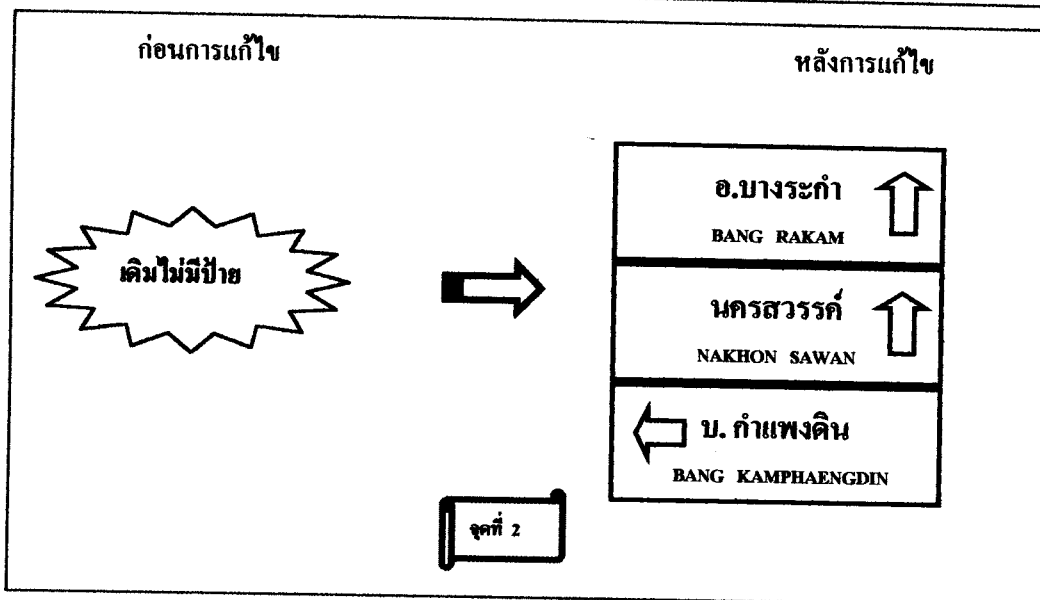 ก่อนการแก้ไข
หลังการแก้ไข
เดิมไม่มีป้าย
อ.บางระกำ
BANG RAKAM
นครสวรรค์
NAKHON SAWAN
บ. กำแพงดิน
BANG KAMPHAENGDIN
จุดที่ 2